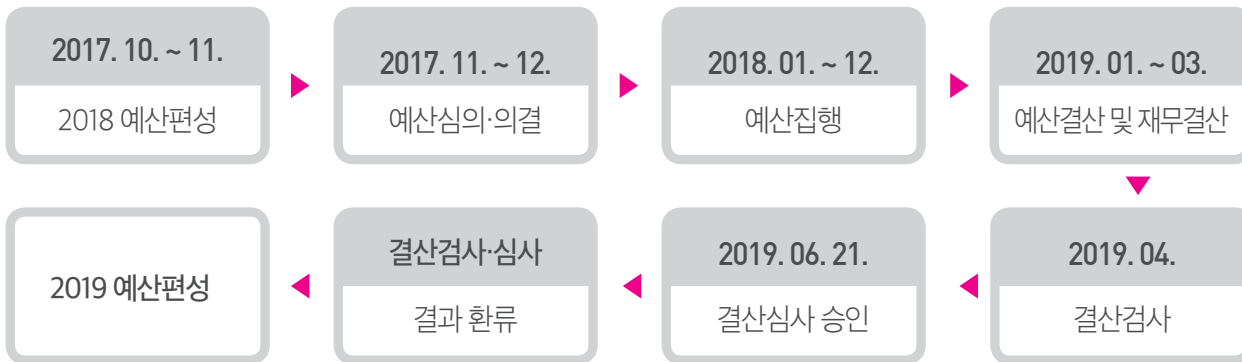 2017. 10. ~ 11.
2018 예산편성
2017. 11. ~ 12.
예산심의·의결
2018. 01. ~ 12.
예산집행
2019. 01. ~ 03.
예산결산 및 재무결산
2019. 04.
결산검사
2019. 06. 21.
결산심사 승인
결산검사·심사
결과 환류
2019 예산편성